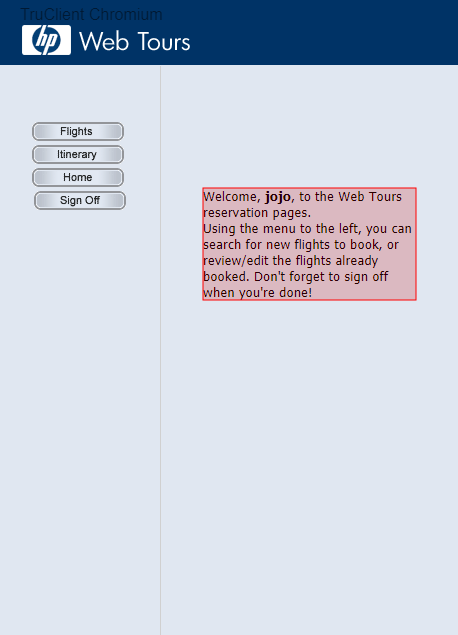 TruClient Chromium
hp Web Tours
Flights
Itinerary
Home
Sign Off
Welcome, jojo, to the Web Tours
reservation pages.
Using the menu to the left, you can
search for new flights to book, or
review/edit the flights already
booked. Don't forget to sign off
when you're done!